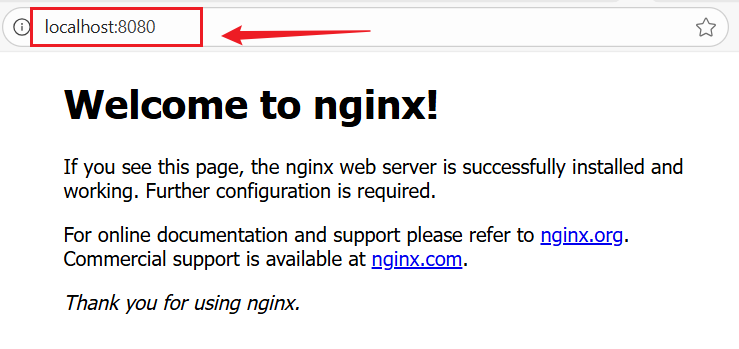 localhost:8080
Welcome to nginx!
If you see this page, the nginx web server is successfully installed and
working. Further configuration is required.
For online documentation and support please refer to nginx.org.
Commercial support is available at nginx.com.
Thank you for using nginx.